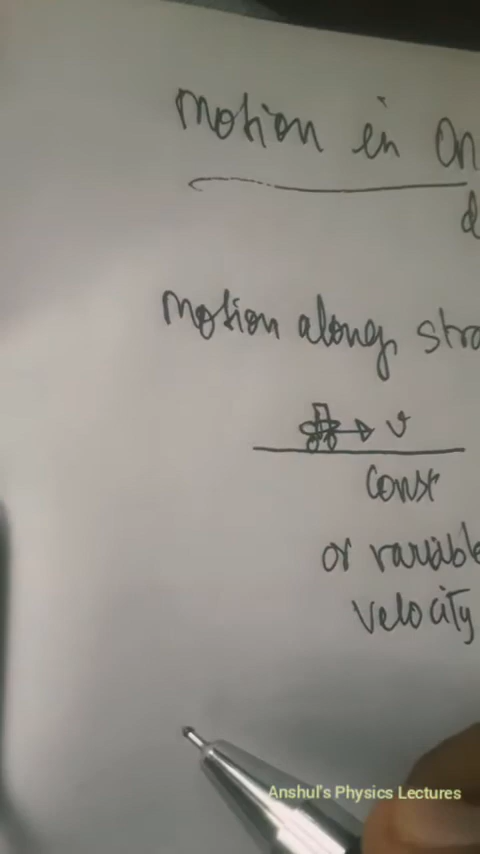 Motion in On
d
Motion along stra
v
Const
or variable
velocity
Anshul's Physics Lectures